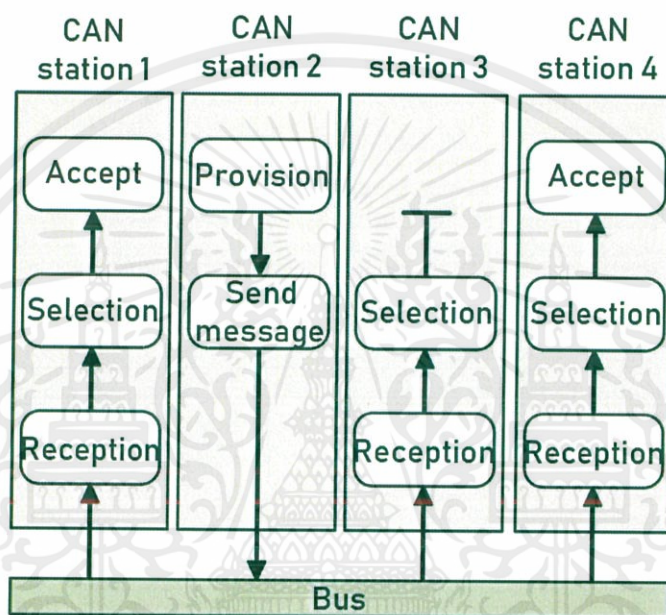 CAN
station 1
CAN
station 2
CAN
station 3
CAN
station 4
Accept
Provision
Accept
Selection
Send
message
Selection
Selection
Reception
Reception
Reception
Bus